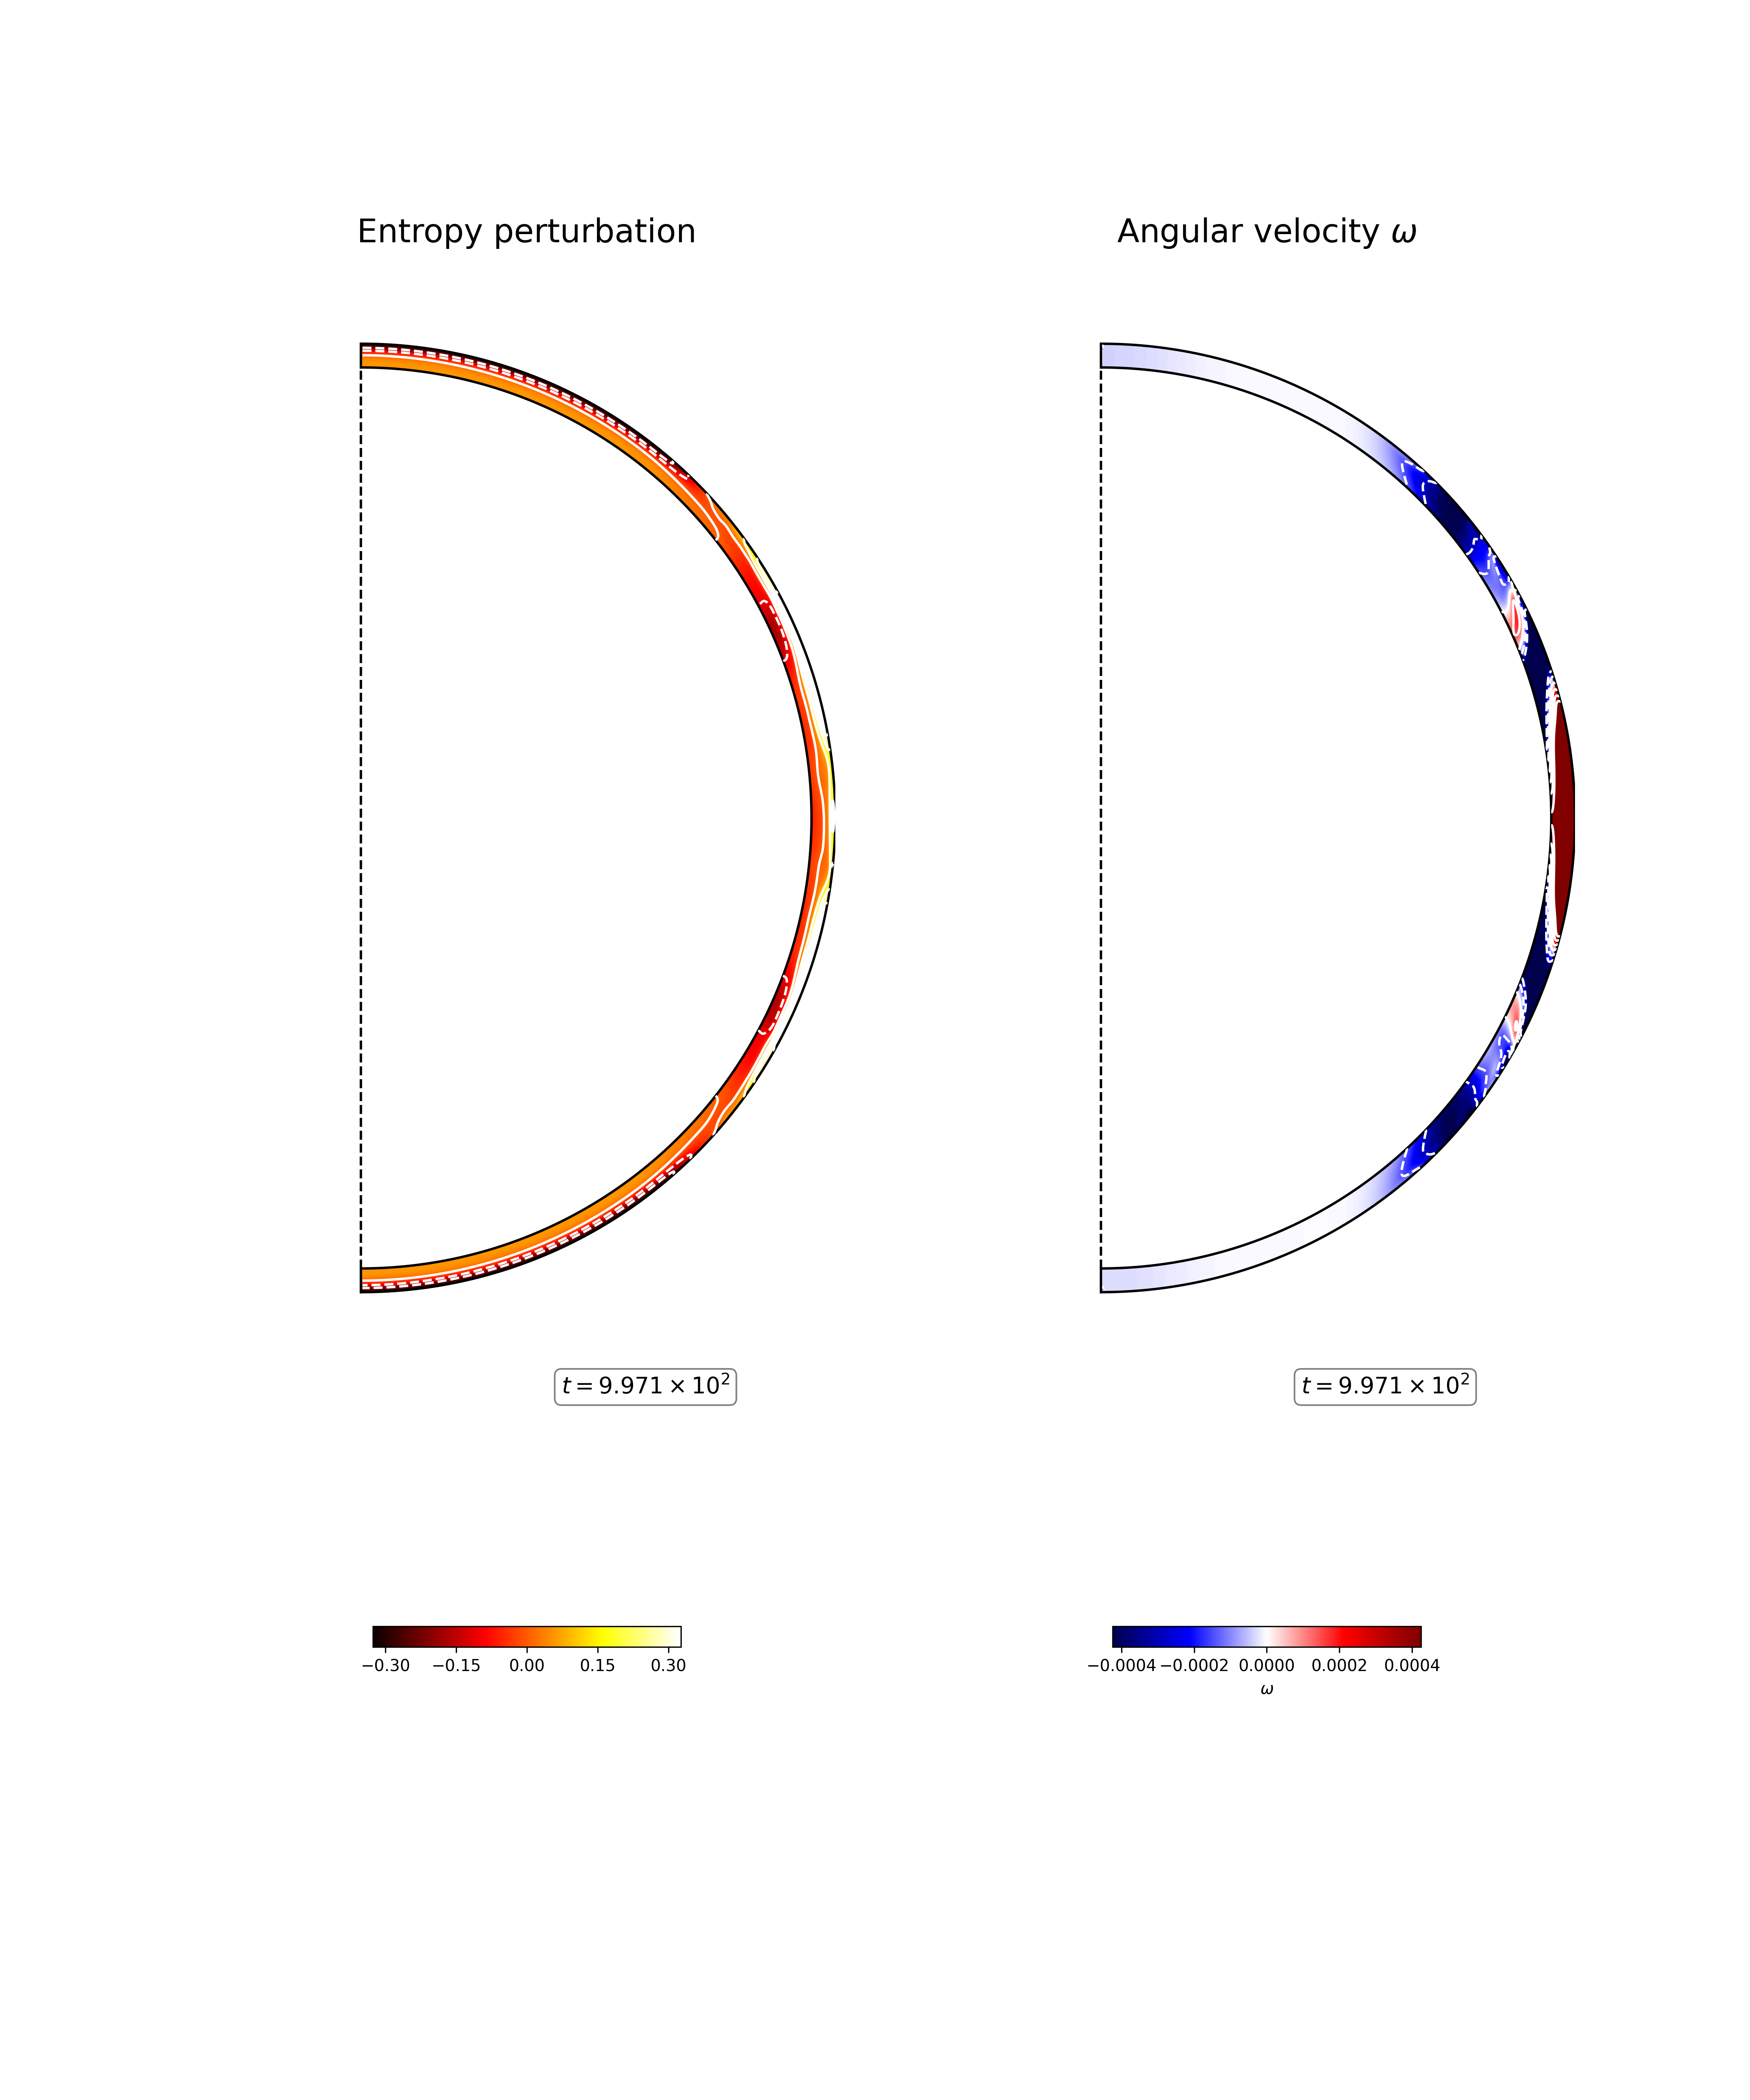 Entropy perturbation
Angular velocity ω
t = 9.971 × 10²
t = 9.971 × 10²
−0.30 −0.15 0.00 0.15 0.30
−0.0004 −0.0002 0.0000 0.0002 0.0004
ω